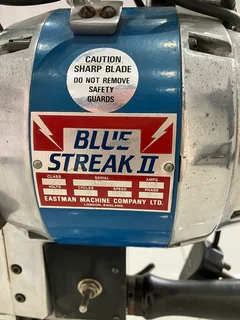 CAUTION
SHARP BLADE
DO NOT REMOVE
SAFETY
GUARDS
BLUE
STREAK II
CLASS SERIAL AMPS
VOLTS CYCLES SPEED PHASE
EASTMAN MACHINE COMPANY LTD.
LONDON, ENGLAND.